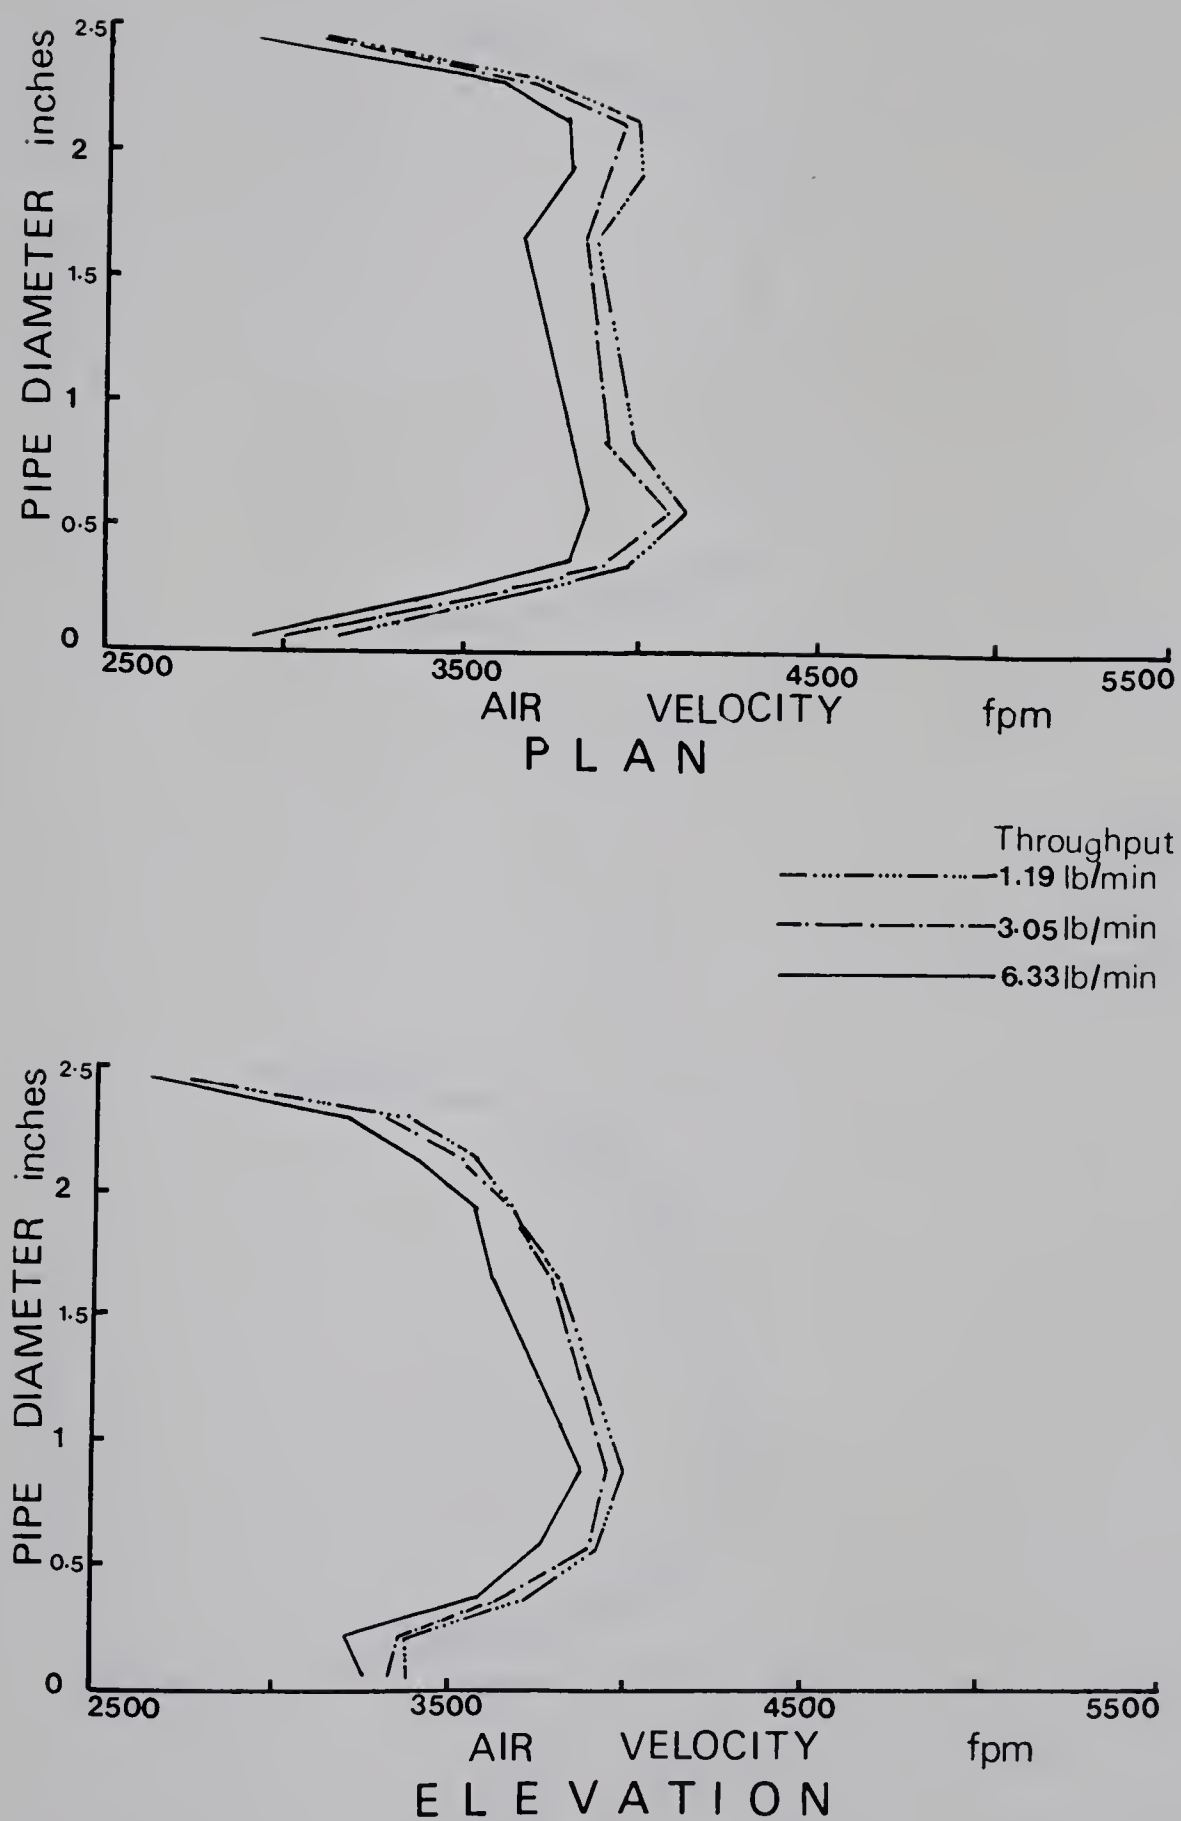 PIPE DIAMETER inches
2.5
2
1.5
1
0.5
0
2500 3500 4500 5500
AIR VELOCITY fpm
PLAN
Throughput
1.19 lb/min
3.05 lb/min
6.33 lb/min
PIPE DIAMETER inches
2.5
2
1.5
1
0.5
0
2500 3500 4500 5500
AIR VELOCITY fpm
ELEVATION